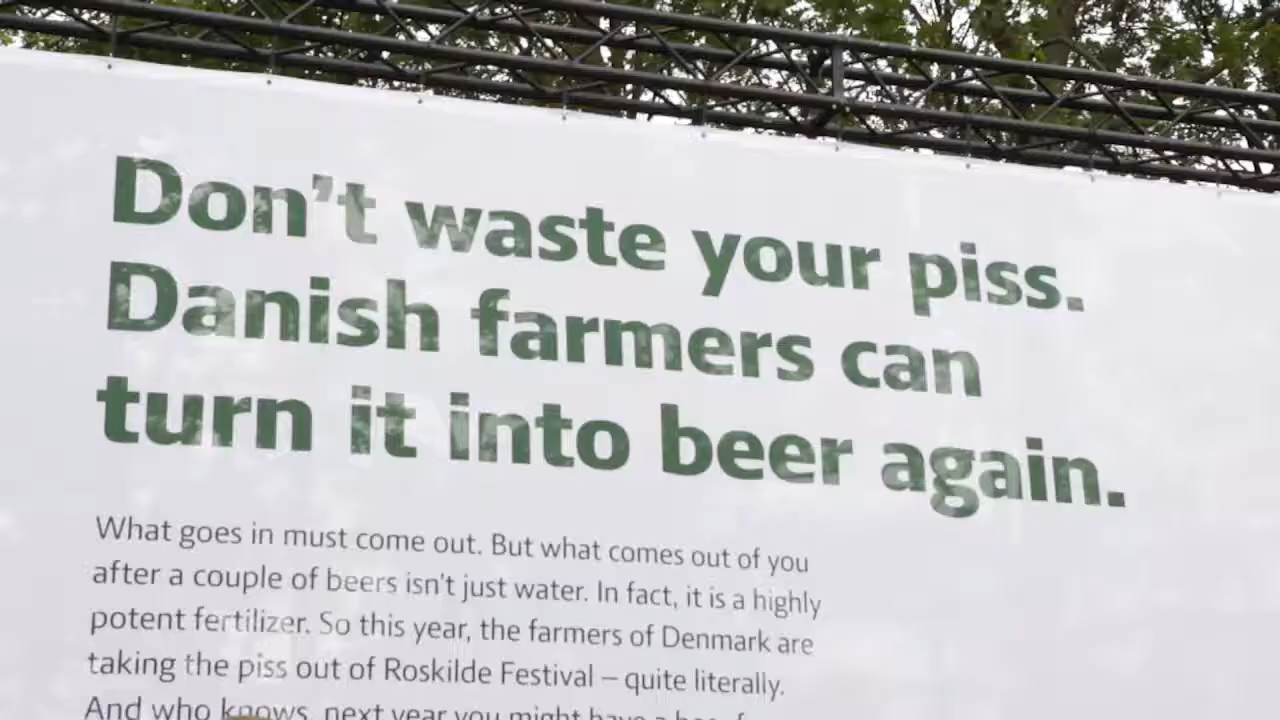 Don't waste your piss.
Danish farmers can
turn it into beer again.
What goes in must come out. But what comes out of you
after a couple of beers isn't just water. In fact, it is a highly
potent fertilizer. So this year, the farmers of Denmark are
taking the piss out of Roskilde Festival – quite literally.
And who knows, next year you might have a